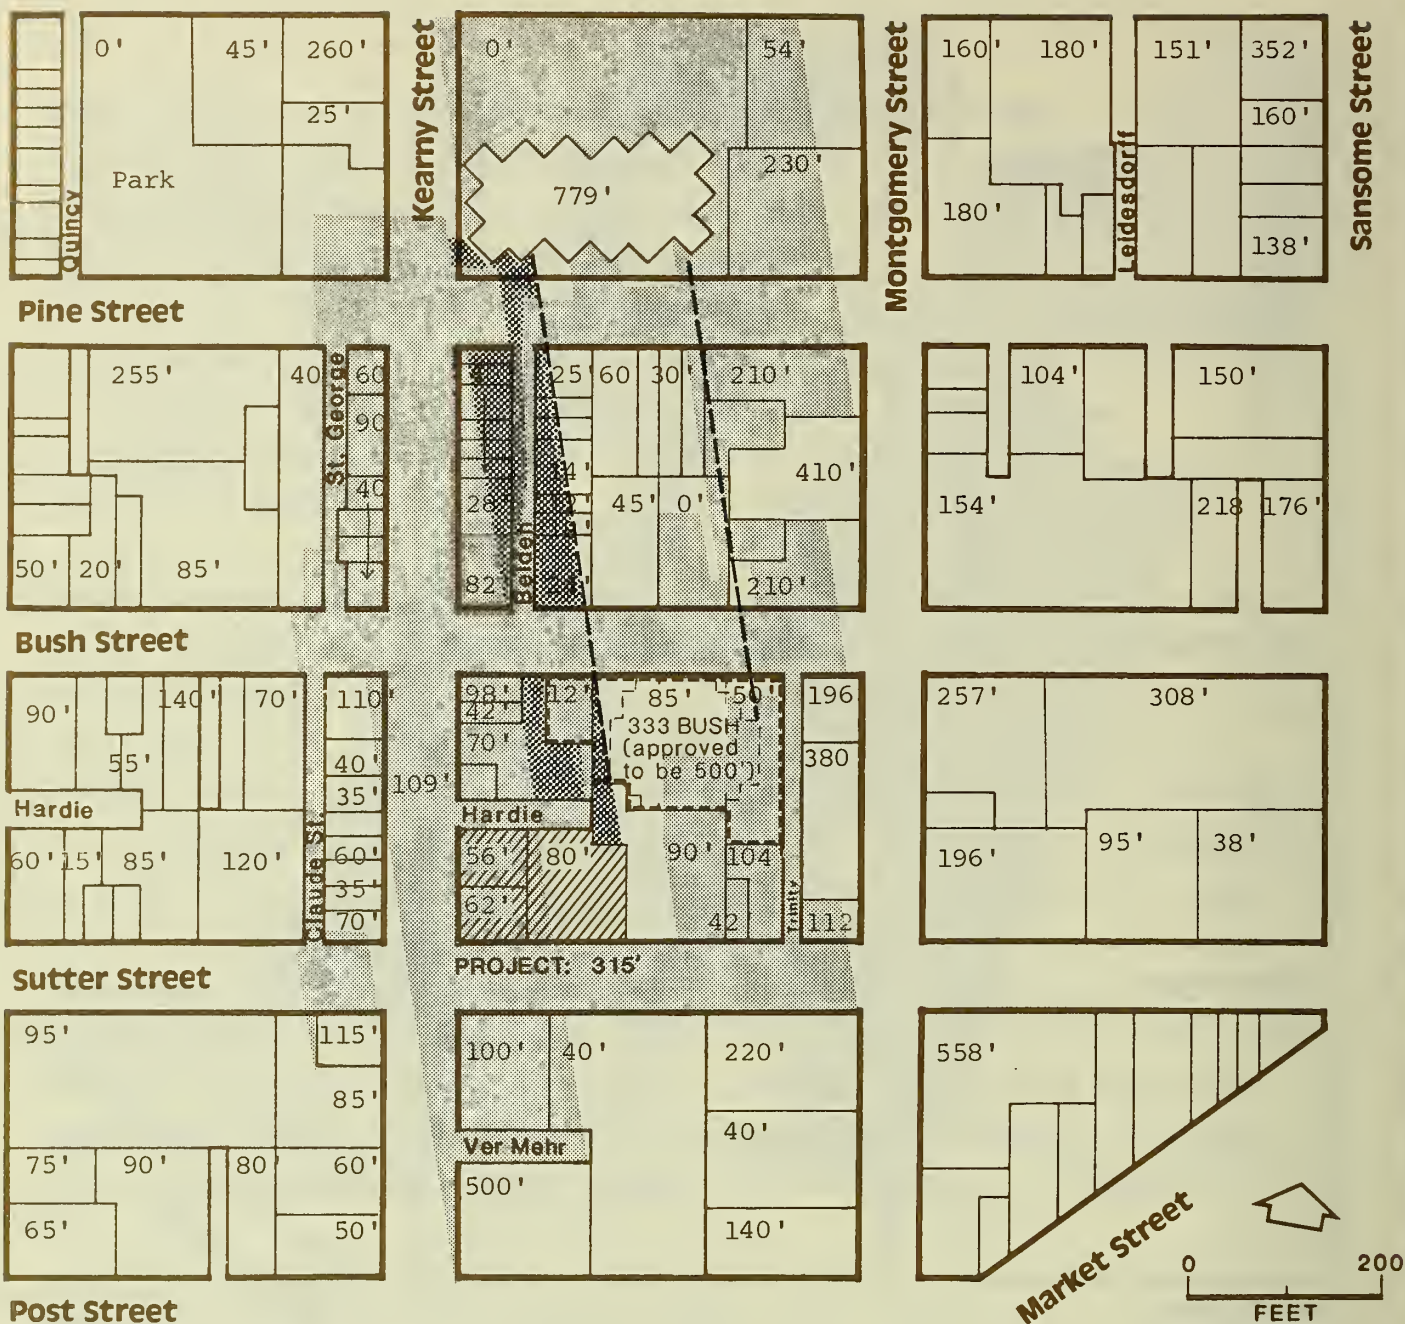 0' 45' 260' 0' 54' 160' 180' 151' 352'
25' 160'
Park 779' 230'
180' 138'
Quincy
Kearny Street
Montgomery Street
Leidesdorff
Sansome Street
Pine Street
255' 40 60 25' 60 30' 210' 104' 150'
St. George
90
40 28 45' 0' 410' 154' 218 176'
50' 20' 85' 82 Belden 210'
Bush Street
90' 140' 70' 110' 98' 12' 85' 50' 196 257' 308'
42'
55' 40' 70' 333 BUSH 380
(approved
to be 500')
35' 109'
Hardie Hardie
60' 15' 85' 120' 60' 56' 80' 90' 104 196' 95' 38'
35' 62'
70' 42 112
Claude St.
Trinity
Sutter Street
PROJECT: 315'
95' 115' 100' 40' 220' 558'
85' 40'
Ver Mehr
75' 90' 80 60' 500'
65' 50' 140'
Market Street
Post Street
0 200
FEET